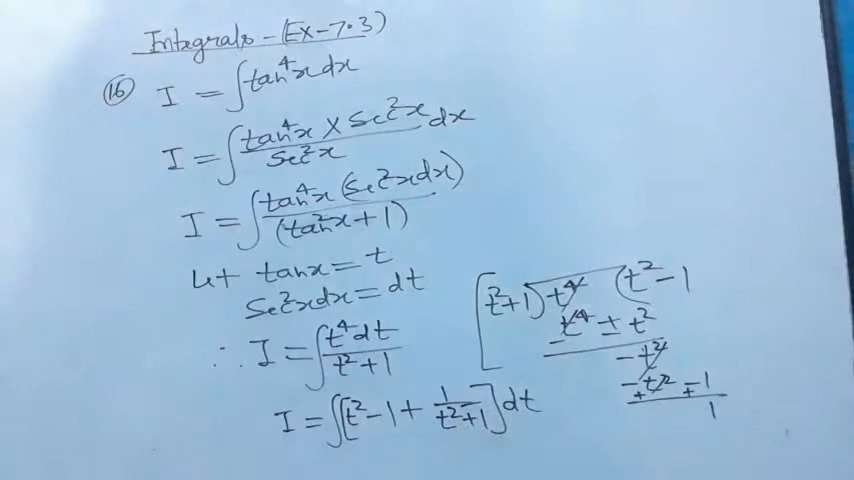 Integrals - (EX-7.3)
(16) I = ∫tan⁴x dx
I = ∫ (tan⁴x × sec²x)/(sec²x) dx
I = ∫ (tan⁴x (sec²x dx))/((tan²x + 1))
Let tanx = t
sec²x dx = dt
∴ I = ∫ (t⁴ dt)/(t² + 1)
I = ∫[t² - 1 + 1/(t² + 1)] dt
t² + 1) t⁴ (t² - 1
t⁴ ± t²
-
- t²
- t² - 1
+ +
1